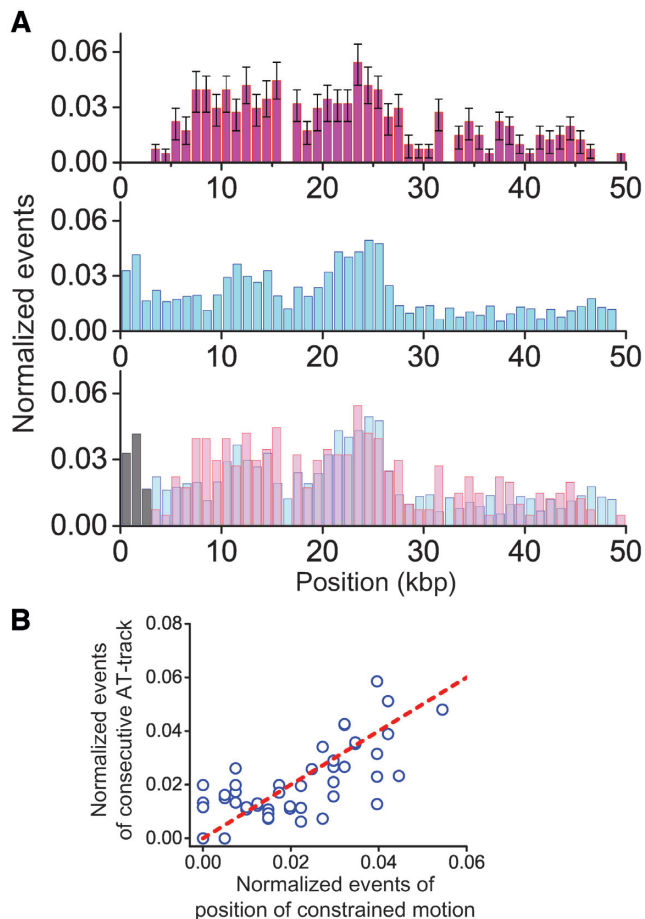 A
0.06
0.03
0.00
0 10 20 30 40 50
0.06
0.03
0.00
0 10 20 30 40 50
0.06
0.03
0.00
0 10 20 30 40 50
Normalized events
Position (kbp)
B
0.08
0.06
0.04
0.02
0.00
Normalized events
of consecutive AT-track
0.00 0.02 0.04 0.06
Normalized events of
position of constrained motion